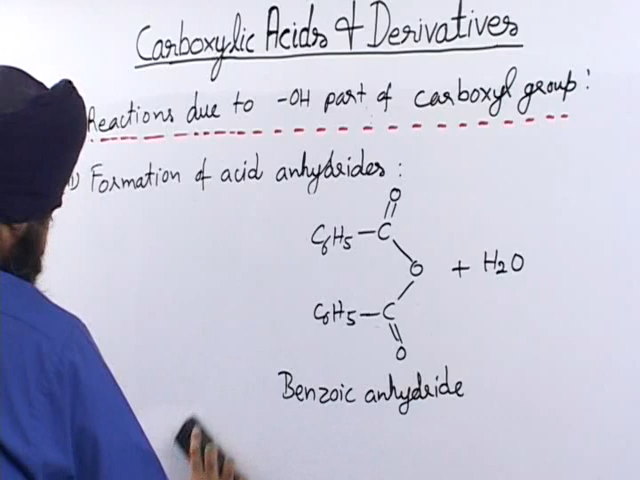 Carboxylic Acids & Derivatives
Reactions due to -OH part of carboxyl group:
1) Formation of acid anhydrides:
O
C6H5-C
O + H2O
C6H5-C
O
Benzoic anhydride